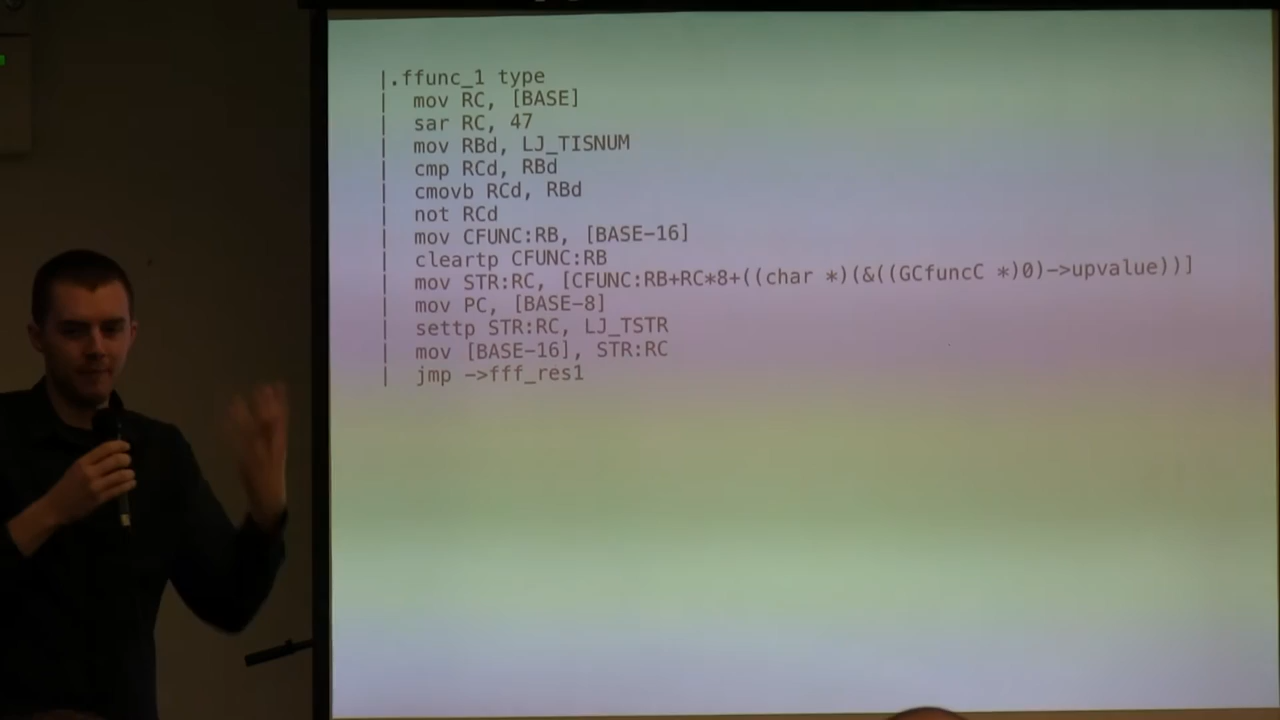 |.ffunc_1 type
|  mov RC, [BASE]
|  sar RC, 47
|  mov RBd, LJ_TISNUM
|  cmp RCd, RBd
|  cmovb RCd, RBd
|  not RCd
|  mov CFUNC:RB, [BASE-16]
|  cleartp CFUNC:RB
|  mov STR:RC, [CFUNC:RB+RC*8+((char *)(&((GCfuncC *)0)->upvalue))]
|  mov PC, [BASE-8]
|  settp STR:RC, LJ_TSTR
|  mov [BASE-16], STR:RC
|  jmp ->fff_res1